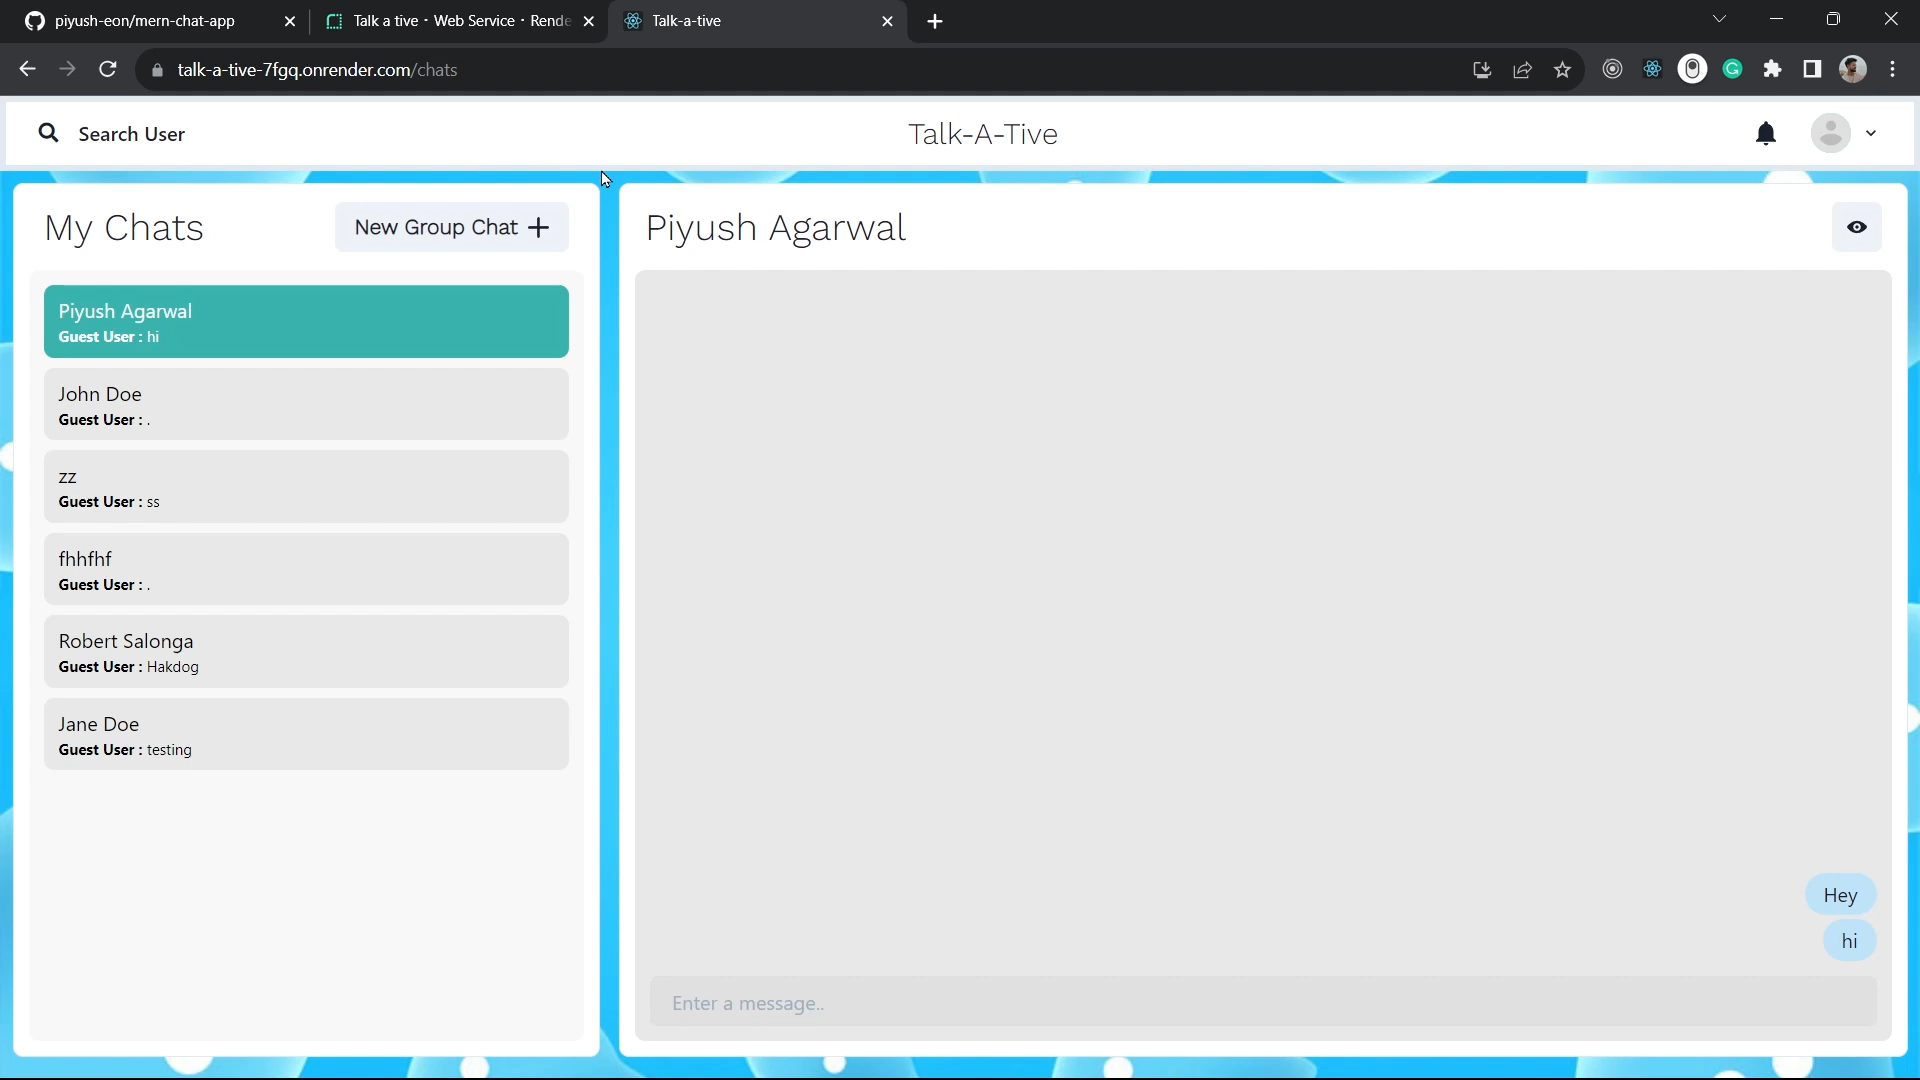 piyush-eon/mern-chat-app
Talk a tive · Web Service · Rende
Talk-a-tive
talk-a-tive-7fgq.onrender.com/chats
Search User
Talk-A-Tive
My Chats
New Group Chat +
Piyush Agarwal
Guest User : hi
John Doe
Guest User : .
zz
Guest User : ss
fhhfhf
Guest User : .
Robert Salonga
Guest User : Hakdog
Jane Doe
Guest User : testing
Piyush Agarwal
Hey
hi
Enter a message..